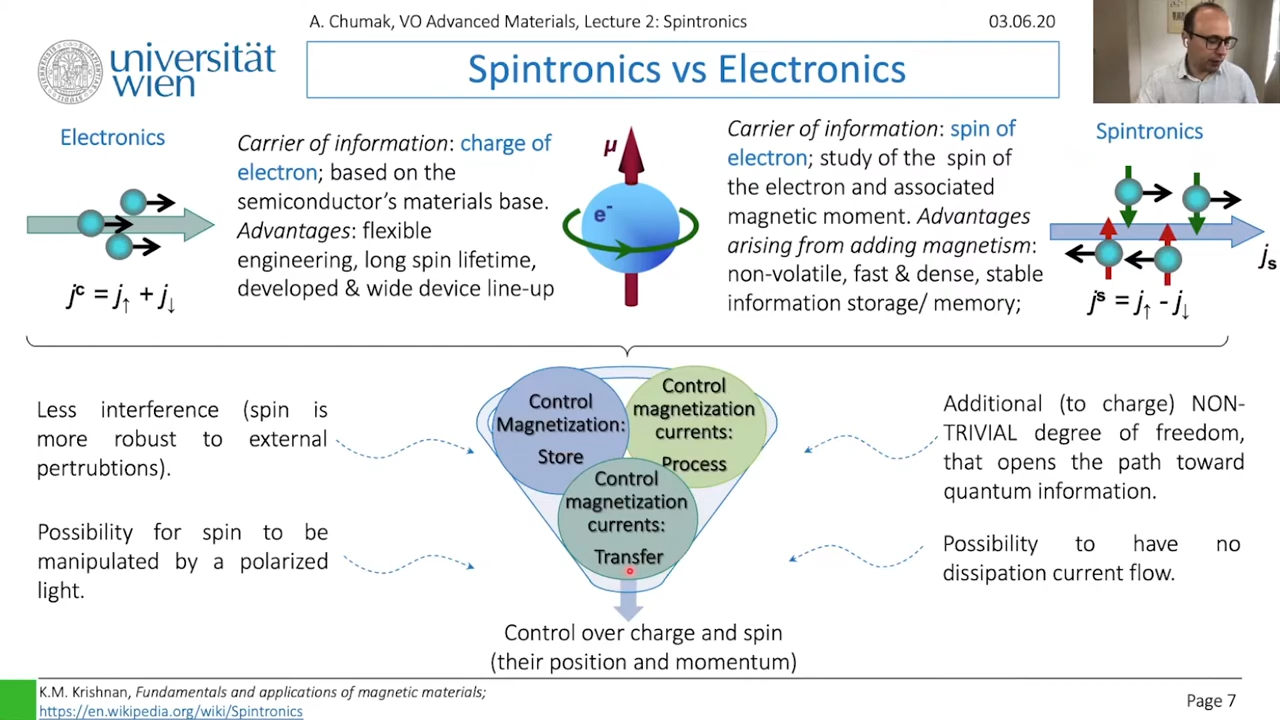 A. Chumak, VO Advanced Materials, Lecture 2: Spintronics
03.06.20
universität
wien
Spintronics vs Electronics
Electronics
jᶜ = j↑ + j↓
Carrier of information: charge of
electron; based on the
semiconductor's materials base.
Advantages: flexible
engineering, long spin lifetime,
developed & wide device line-up
μ
e⁻
Carrier of information: spin of
electron; study of the spin of
the electron and associated
magnetic moment. Advantages
arising from adding magnetism:
non-volatile, fast & dense, stable
information storage/ memory;
Spintronics
jₛ
jˢ = j↑ - j↓
Less interference (spin is
more robust to external
pertrubtions).
Possibility for spin to be
manipulated by a polarized
light.
Control
Magnetization:
Store
Control
magnetization
currents:
Process
Control
magnetization
currents:
Transfer
Additional (to charge) NON-
TRIVIAL degree of freedom,
that opens the path toward
quantum information.
Possibility to have no
dissipation current flow.
Control over charge and spin
(their position and momentum)
K.M. Krishnan, Fundamentals and applications of magnetic materials;
https://en.wikipedia.org/wiki/Spintronics
Page 7